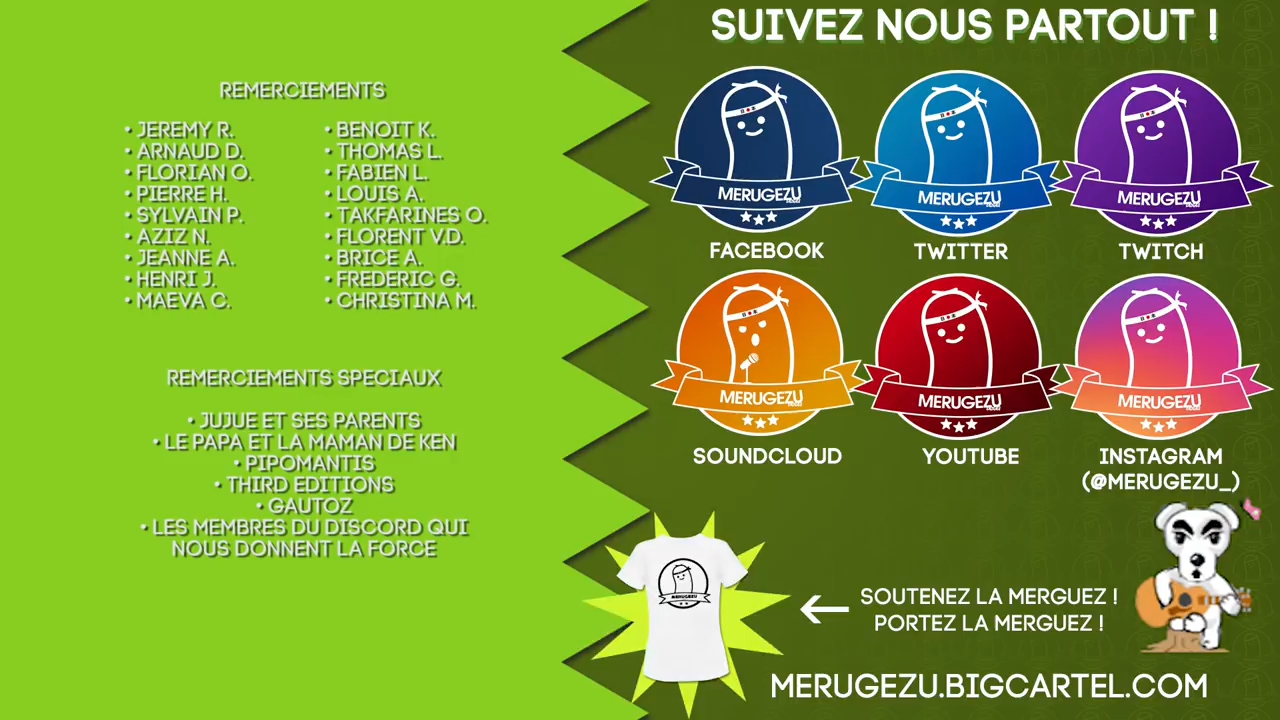 REMERCIEMENTS
• JEREMY R.
• ARNAUD D.
• FLORIAN O.
• PIERRE H.
• SYLVAIN P.
• AZIZ N.
• JEANNE A.
• HENRI J.
• MAEVA C.
• BENOIT K.
• THOMAS L.
• FABIEN L.
• LOUIS A.
• TAKFARINES O.
• FLORENT V.D.
• BRICE A.
• FREDERIC G.
• CHRISTINA M.
REMERCIEMENTS SPECIAUX
• JUJUE ET SES PARENTS
• LE PAPA ET LA MAMAN DE KEN
• PIPOMANTIS
• THIRD EDITIONS
• GAUTOZ
• LES MEMBRES DU DISCORD QUI
NOUS DONNENT LA FORCE
SUIVEZ NOUS PARTOUT !
MERUGEZU
FACEBOOK
MERUGEZU
TWITTER
MERUGEZU
TWITCH
MERUGEZU
SOUNDCLOUD
MERUGEZU
YOUTUBE
MERUGEZU
INSTAGRAM
(@MERUGEZU_)
MERUGEZU
SOUTENEZ LA MERGUEZ !
PORTEZ LA MERGUEZ !
MERUGEZU.BIGCARTEL.COM